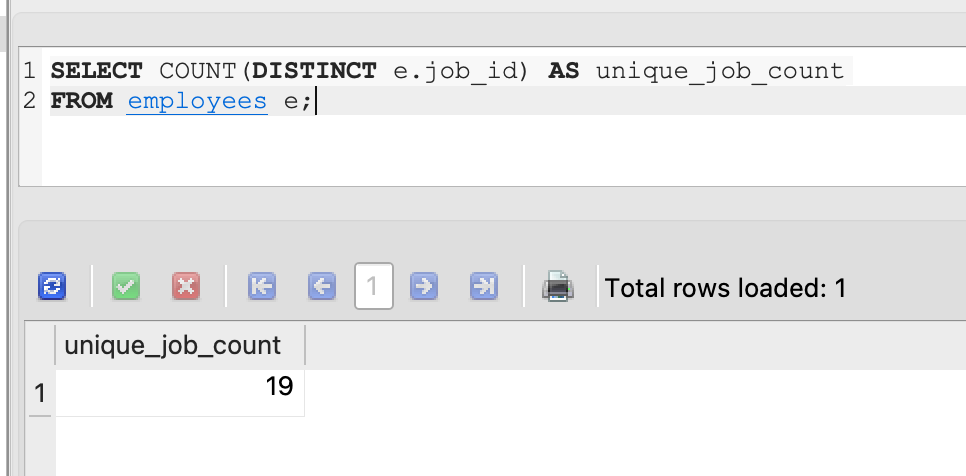 1 SELECT COUNT(DISTINCT e.job_id) AS unique_job_count
2 FROM employees e;
1 Total rows loaded: 1
unique_job_count
1 19